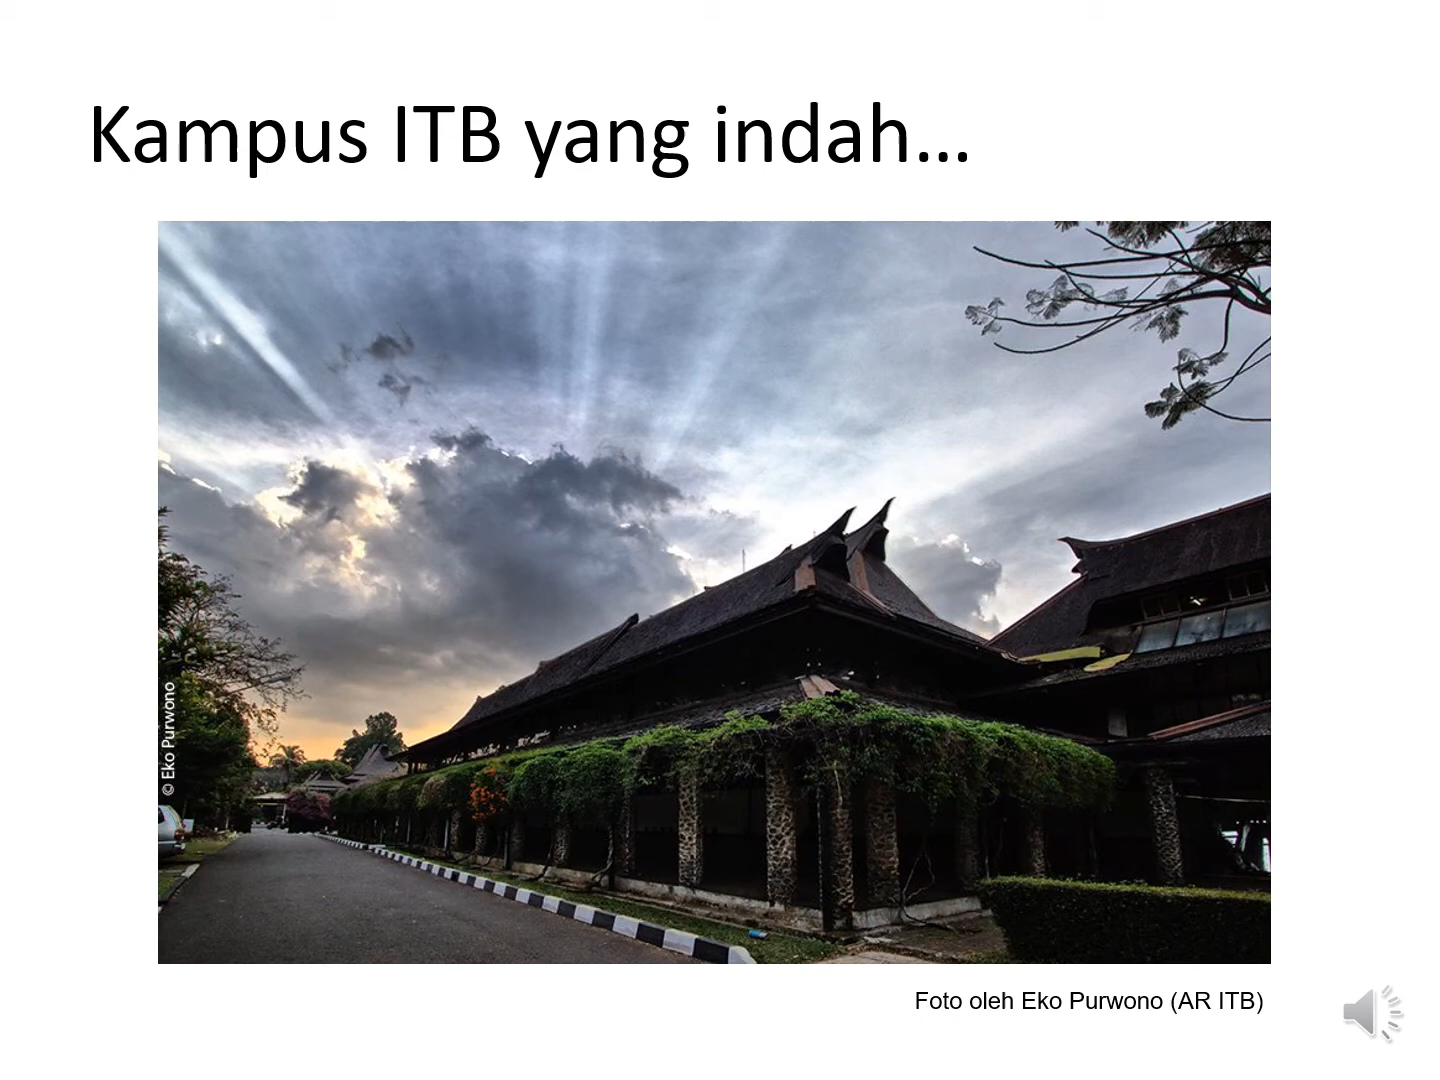 Kampus ITB yang indah…
© Eko Purwono
Foto oleh Eko Purwono (AR ITB)